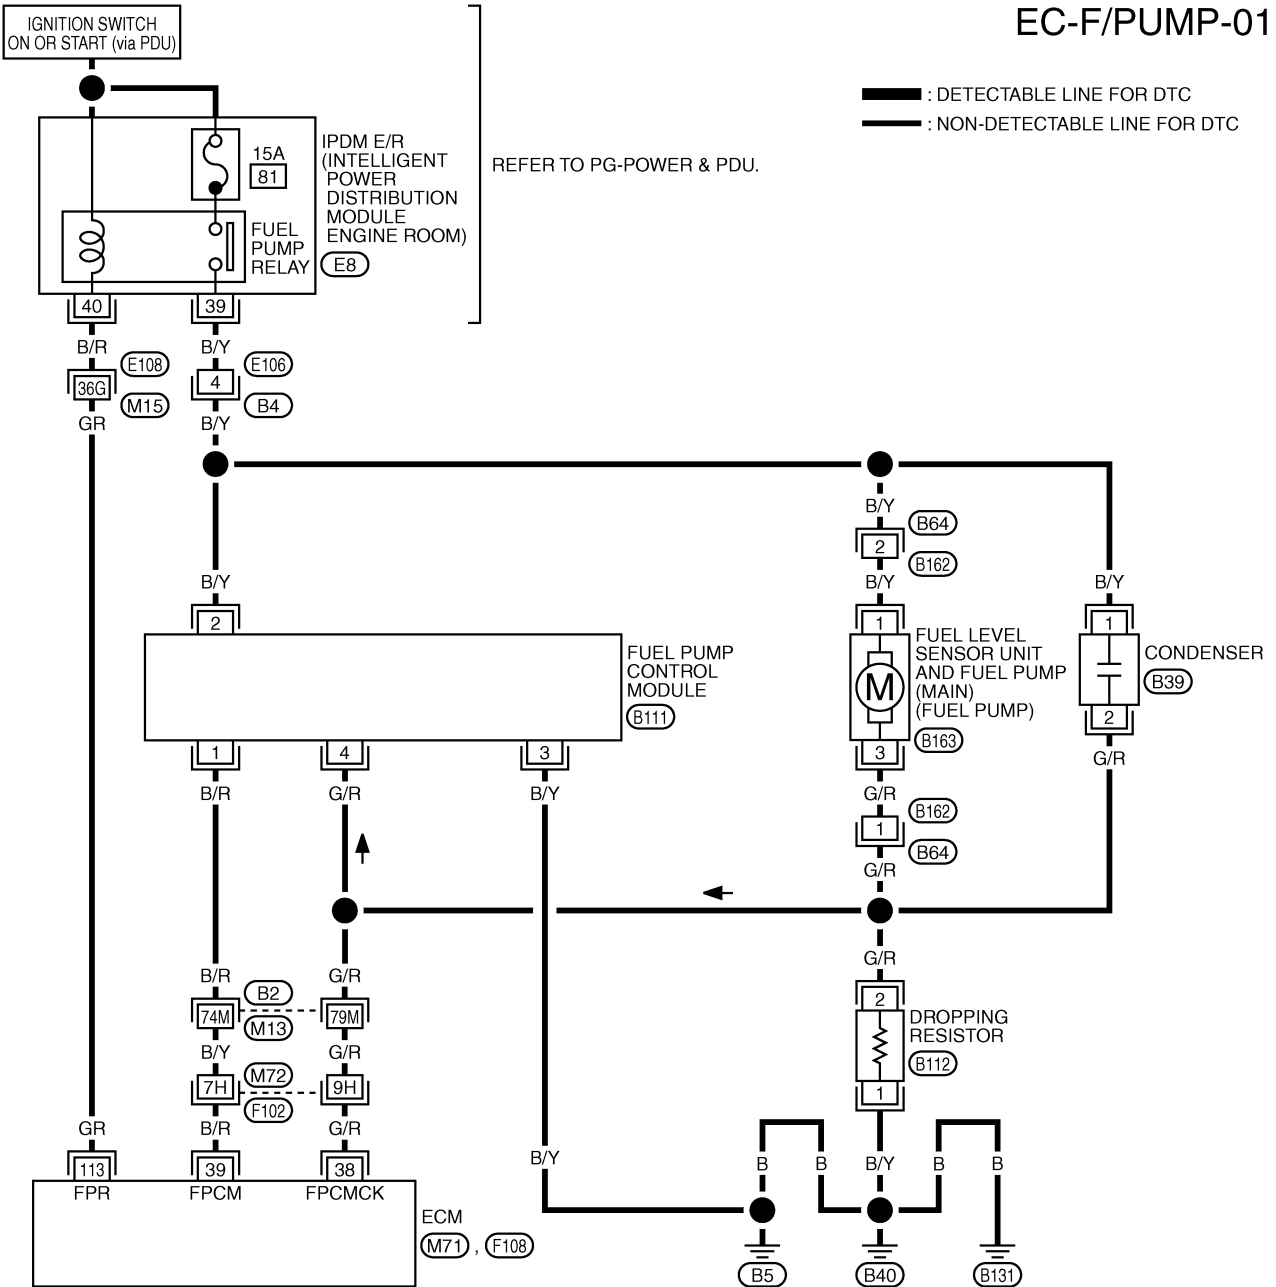 EC-F/PUMP-01
IGNITION SWITCH
ON OR START (via PDU)
: DETECTABLE LINE FOR DTC
: NON-DETECTABLE LINE FOR DTC
15A
81
IPDM E/R
(INTELLIGENT
POWER
DISTRIBUTION
MODULE
ENGINE ROOM)
E8
REFER TO PG-POWER & PDU.
FUEL
PUMP
RELAY
40
39
B/R
B/Y
E108
E106
36G
4
M15
B4
GR
B/Y
B/Y
B64
2
B162
B/Y
B/Y
B/Y
2
1
1
FUEL PUMP
CONTROL
MODULE
B111
M
FUEL LEVEL
SENSOR UNIT
AND FUEL PUMP
(MAIN)
(FUEL PUMP)
B163
CONDENSER
B39
2
1
4
3
3
G/R
B/R
G/R
B/Y
G/R
B162
1
B64
G/R
G/R
B/R
G/R
B2
74M
79M
M13
2
DROPPING
RESISTOR
B112
1
B/Y
G/R
M72
7H
9H
F102
GR
B/R
G/R
B/Y
B
B
B/Y
B
B
113
39
38
FPR
FPCM
FPCMCK
ECM
M71 , F108
B5
B40
B131